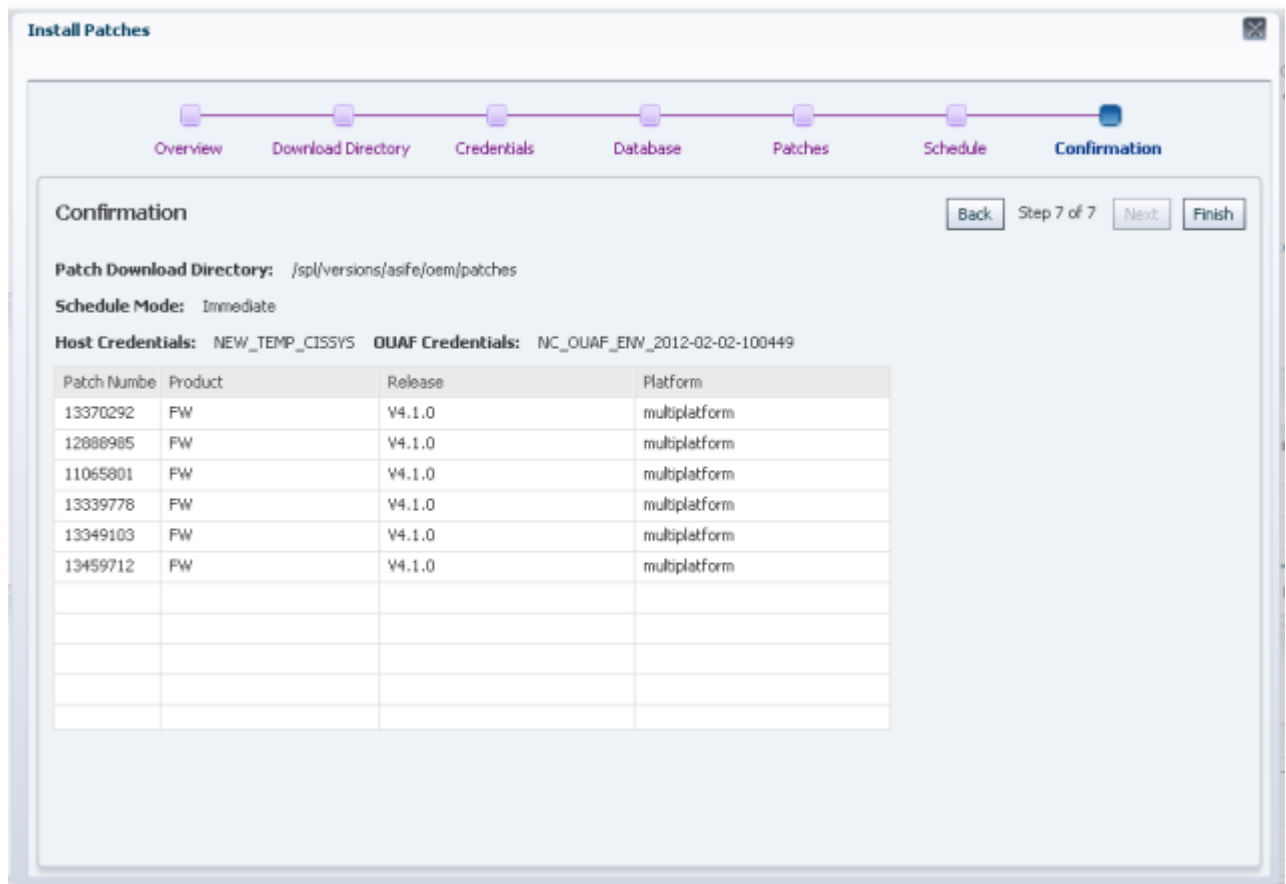 Install Patches
Overview Download Directory Credentials Database Patches Schedule Confirmation
Confirmation Back Step 7 of 7 Next Finish
Patch Download Directory: /spl/versions/asife/oem/patches
Schedule Mode: Immediate
Host Credentials: NEW_TEMP_CISSYS OUAF Credentials: NC_OUAF_ENV_2012-02-02-100449
Patch Numbe Product Release Platform
13370292 FW V4.1.0 multiplatform
12888985 FW V4.1.0 multiplatform
11065801 FW V4.1.0 multiplatform
13339778 FW V4.1.0 multiplatform
13349103 FW V4.1.0 multiplatform
13459712 FW V4.1.0 multiplatform